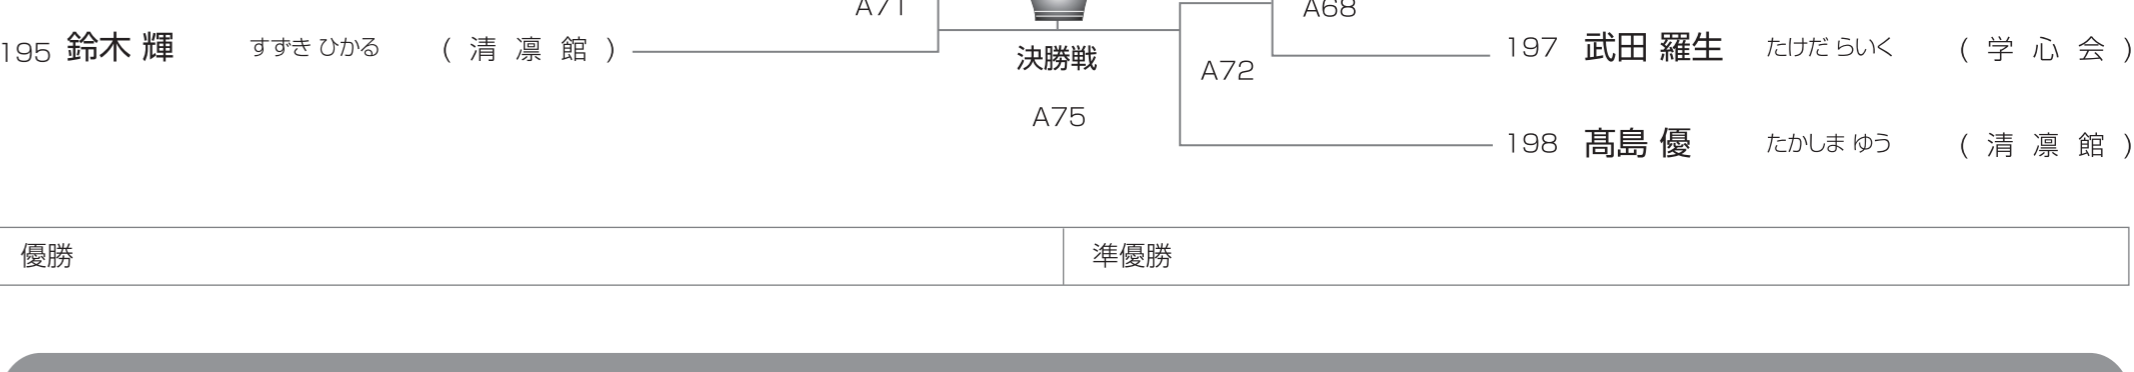 A71
A68
195 鈴木 輝 すずき ひかる (清凛館)
決勝戦
197 武田 羅生 たけだ らいく (学心会)
A72
A75
198 髙島 優 たかしま ゆう (清凛館)
優勝
準優勝